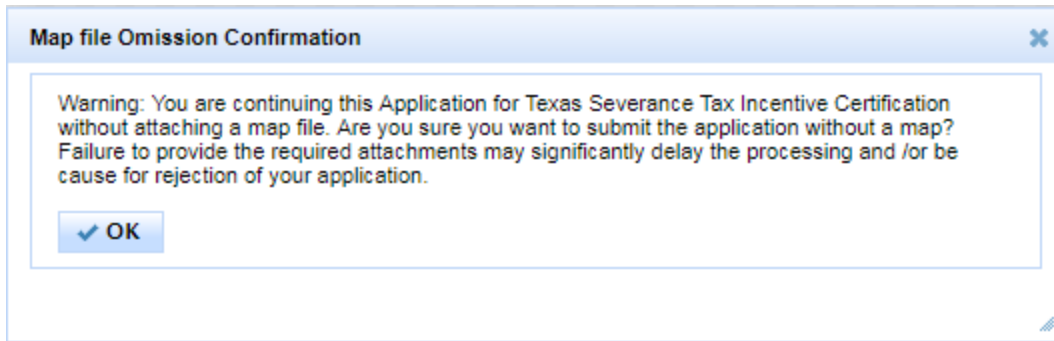 Map file Omission Confirmation
Warning: You are continuing this Application for Texas Severance Tax Incentive Certification
without attaching a map file. Are you sure you want to submit the application without a map?
Failure to provide the required attachments may significantly delay the processing and /or be
cause for rejection of your application.
OK